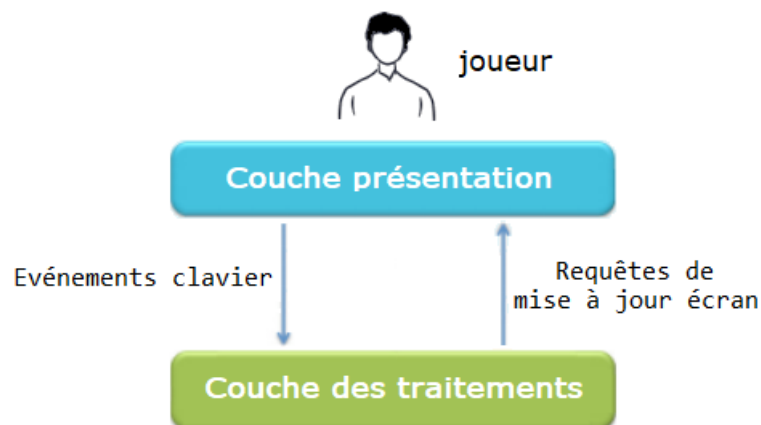 joueur
Couche présentation
Evénements clavier
Requêtes de
mise à jour écran
Couche des traitements